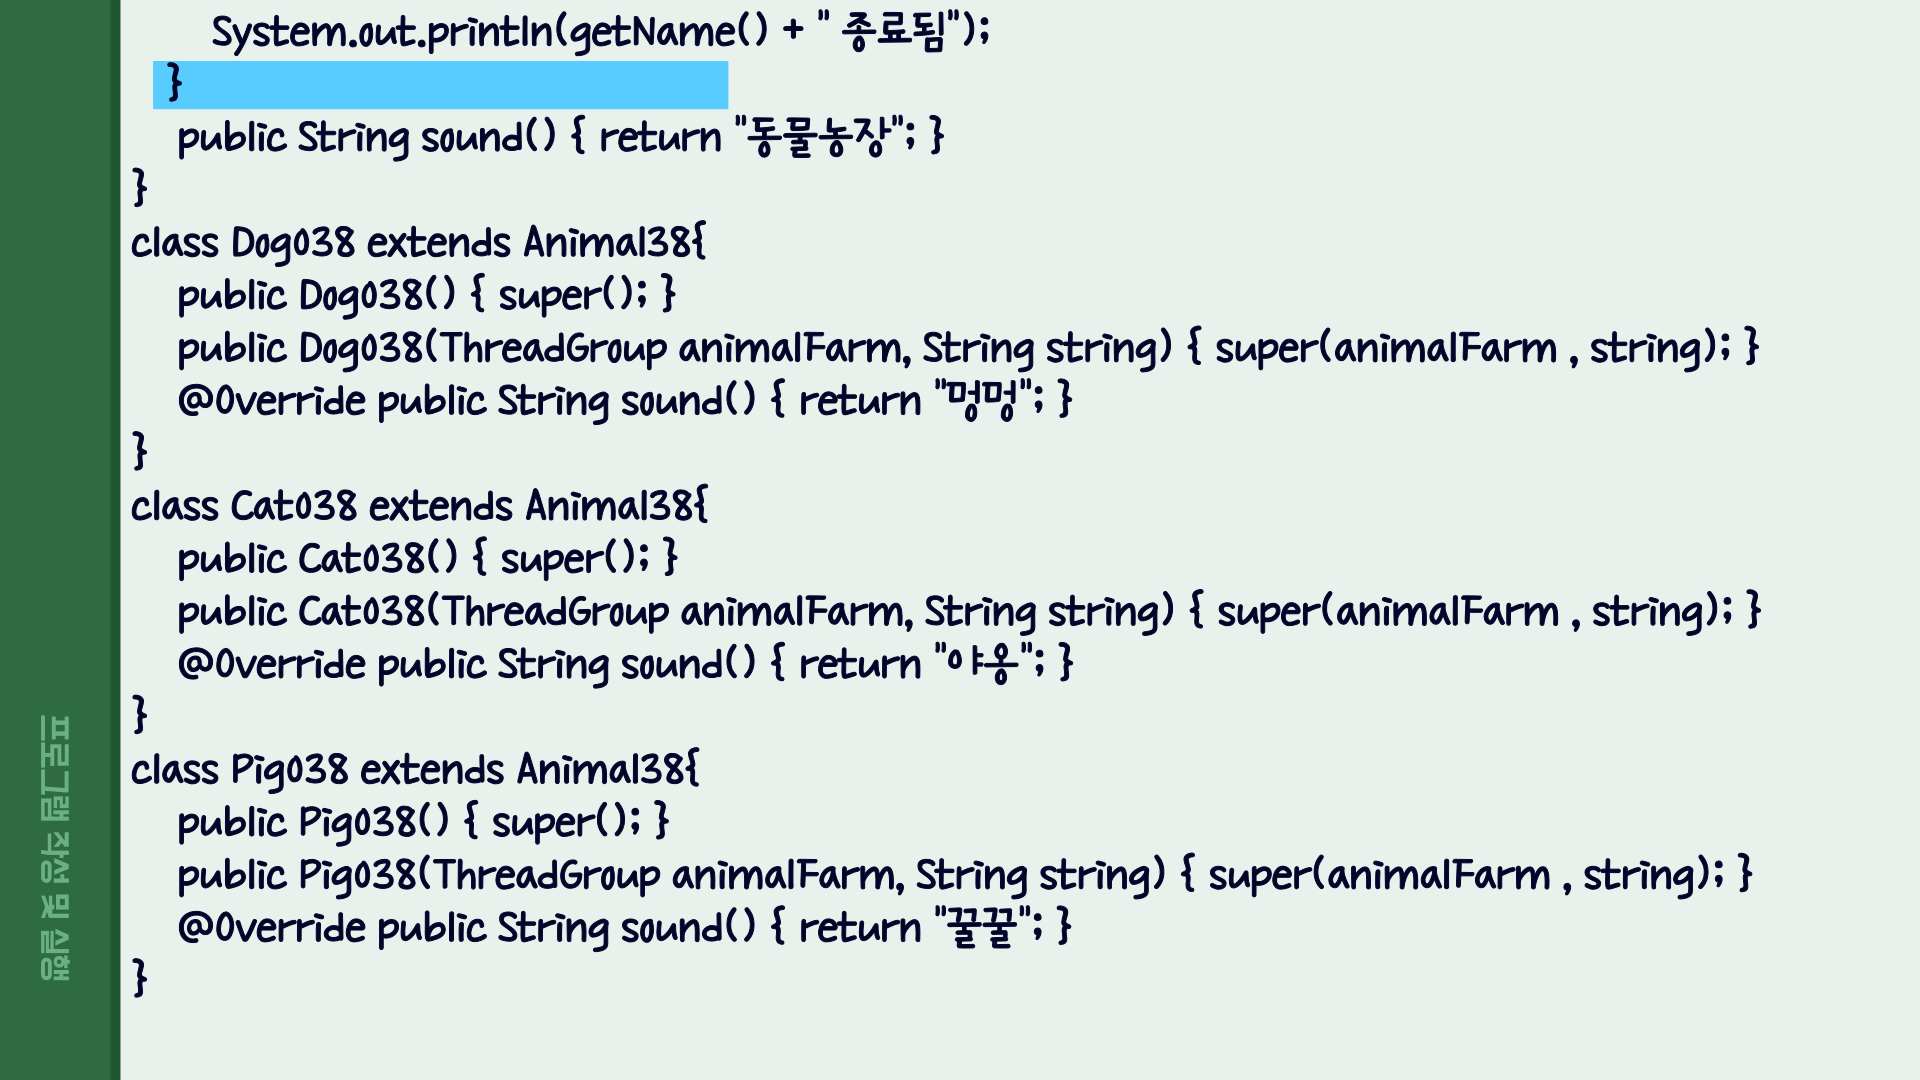 System.out.println(getName() + " 종료됨");
}
public String sound() { return "동물농장"; }
}
class Dog038 extends Animal38{
public Dog038() { super(); }
public Dog038(ThreadGroup animalFarm, String string) { super(animalFarm , string); }
@Override public String sound() { return "멍멍"; }
}
class Cat038 extends Animal38{
public Cat038() { super(); }
public Cat038(ThreadGroup animalFarm, String string) { super(animalFarm , string); }
@Override public String sound() { return "야옹"; }
}
class Pig038 extends Animal38{
public Pig038() { super(); }
public Pig038(ThreadGroup animalFarm, String string) { super(animalFarm , string); }
@Override public String sound() { return "꿀꿀"; }
}
프로그램 작성 및 실행